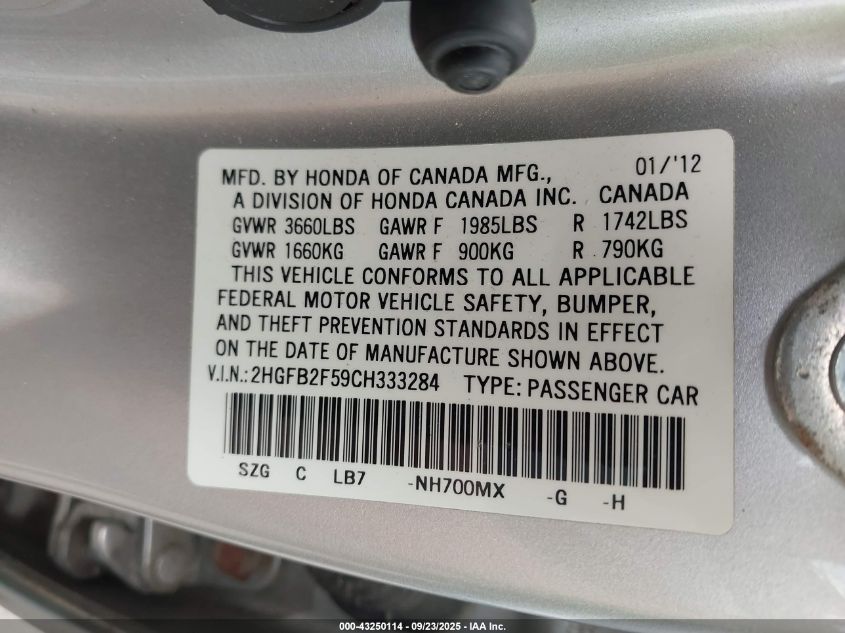 MFD. BY HONDA OF CANADA MFG., 01/'12
A DIVISION OF HONDA CANADA INC. CANADA
GVWR 3660LBS GAWR F 1985LBS R 1742LBS
GVWR 1660KG GAWR F 900KG R 790KG
THIS VEHICLE CONFORMS TO ALL APPLICABLE
FEDERAL MOTOR VEHICLE SAFETY, BUMPER,
AND THEFT PREVENTION STANDARDS IN EFFECT
ON THE DATE OF MANUFACTURE SHOWN ABOVE.
V.I.N.: 2HGFB2F59CH333284 TYPE: PASSENGER CAR
SZG C LB7 -NH700MX -G -H
000-43250114 - 09/23/2025 - IAA Inc.